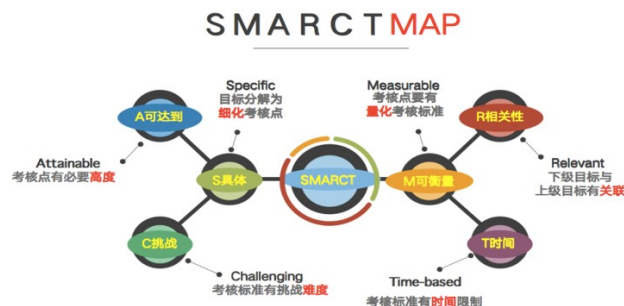 SMARCTMAP
A可达到
Specific
目标分解为
细化考核点
Measurable
考核点要有
量化考核标准
R相关性
Attainable
考核点有必要高度
S具体
SMARCT
M可衡量
Relevant
下级目标与
上级目标有关联
C挑战
Challenging
考核标准有挑战难度
T时间
Time-based
考核标准有时间限制